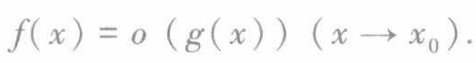 f(x) = o (g(x)) (x → x₀).